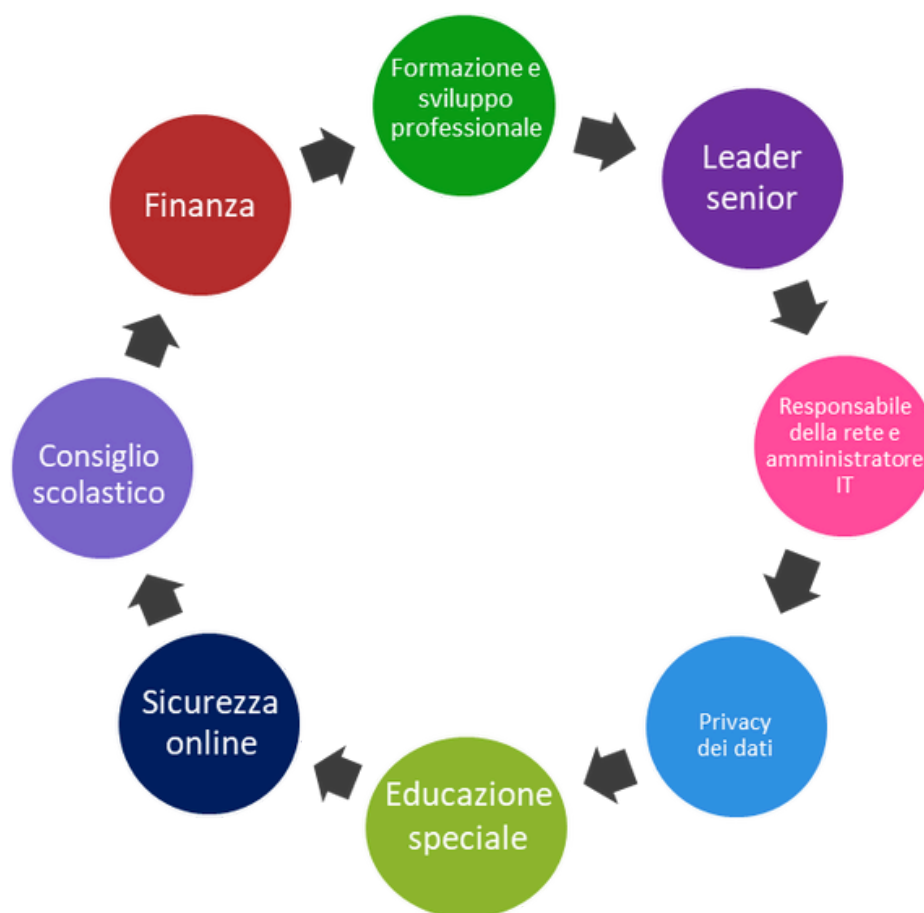 Formazione e
sviluppo
professionale
Leader
senior
Responsabile
della rete e
amministratore
IT
Privacy
dei dati
Educazione
speciale
Sicurezza
online
Consiglio
scolastico
Finanza